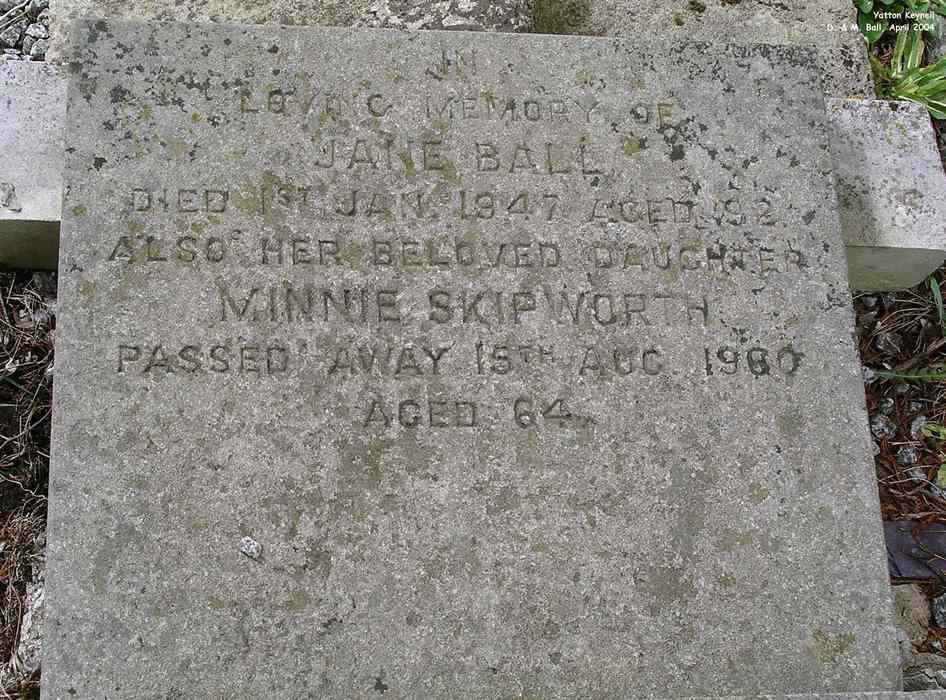 Yatton Keynell
D. & M. Ball, April 2004
IN
LOVING MEMORY OF
JANE BALL
DIED 1ST JAN 1947 AGED 92
ALSO HER BELOVED DAUGHTER
MINNIE SKIPWORTH
PASSED AWAY 15TH AUG. 1960
AGED 64